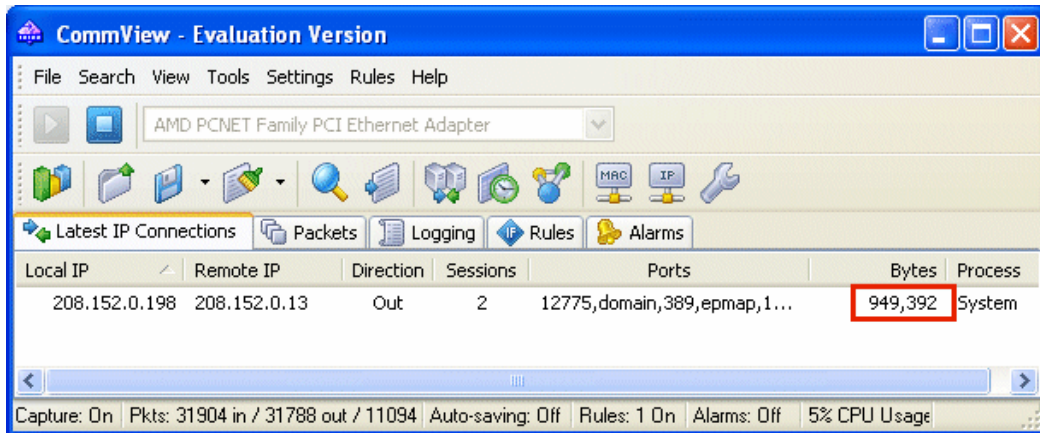 CommView - Evaluation Version
File Search View Tools Settings Rules Help
AMD PCNET Family PCI Ethernet Adapter
MAC IP
Latest IP Connections Packets Logging IF Rules Alarms
Local IP Remote IP Direction Sessions Ports Bytes Process
208.152.0.198 208.152.0.13 Out 2 12775,domain,389,epmap,1... 949,392 System
Capture: On Pkts: 31904 in / 31788 out / 11094 Auto-saving: Off Rules: 1 On Alarms: Off 5% CPU Usage